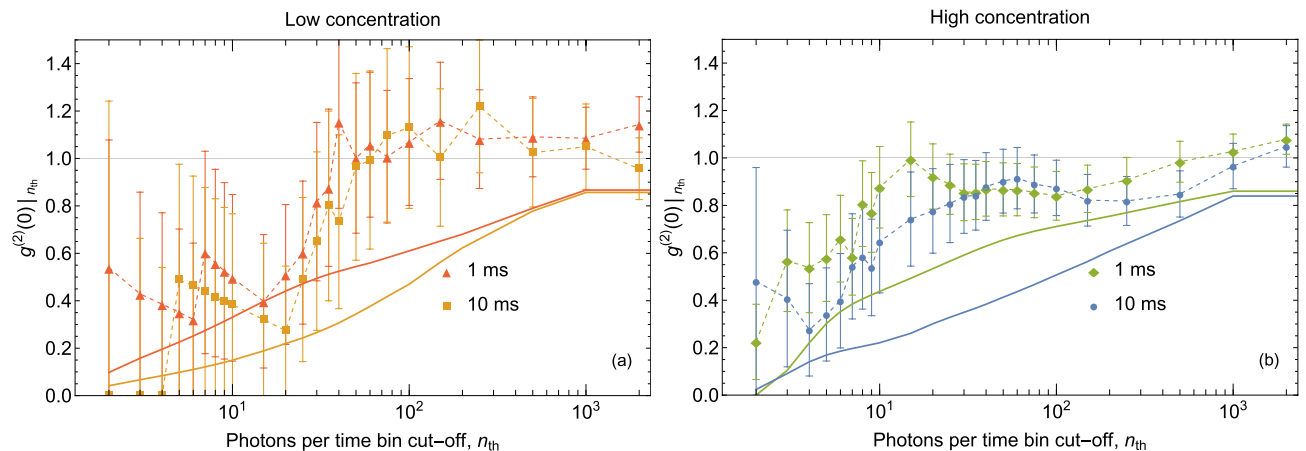 Low concentration
1.4
1.2
1.0
0.8
0.6
0.4
0.2
0.0
g⁽²⁾(0)|nth
1 ms
10 ms
(a)
10¹ 10² 10³
Photons per time bin cut−off, nth
High concentration
1.4
1.2
1.0
0.8
0.6
0.4
0.2
0.0
g⁽²⁾(0)|nth
1 ms
10 ms
(b)
10¹ 10² 10³
Photons per time bin cut−off, nth